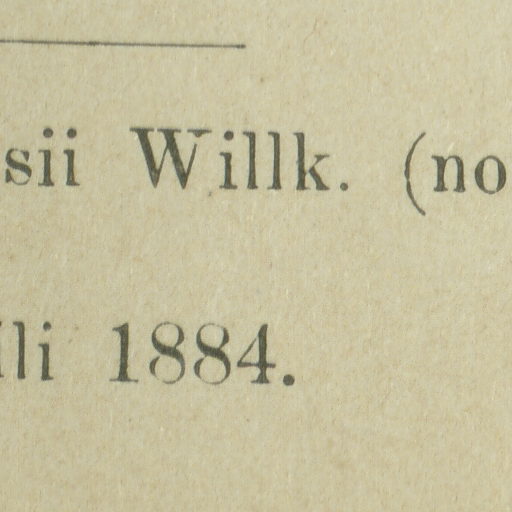 sii Willk. (no
li 1884.